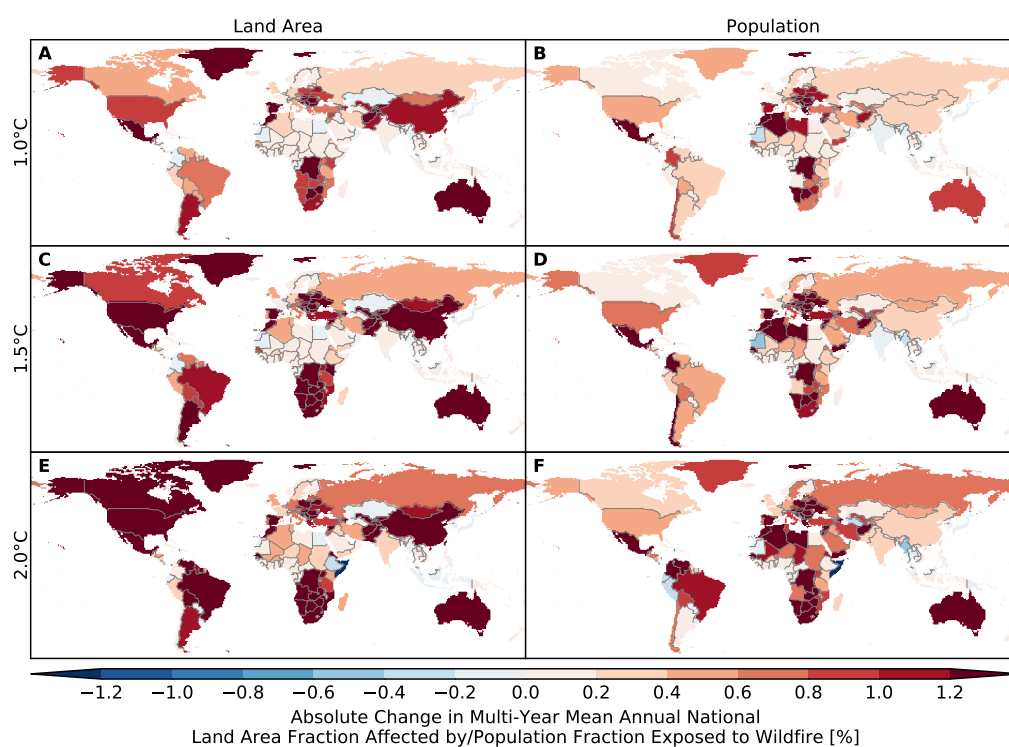 Land Area Population
A B
1.0°C
C D
1.5°C
E F
2.0°C
−1.2 −1.0 −0.8 −0.6 −0.4 −0.2 0.0 0.2 0.4 0.6 0.8 1.0 1.2
Absolute Change in Multi-Year Mean Annual National
Land Area Fraction Affected by/Population Fraction Exposed to Wildfire [%]